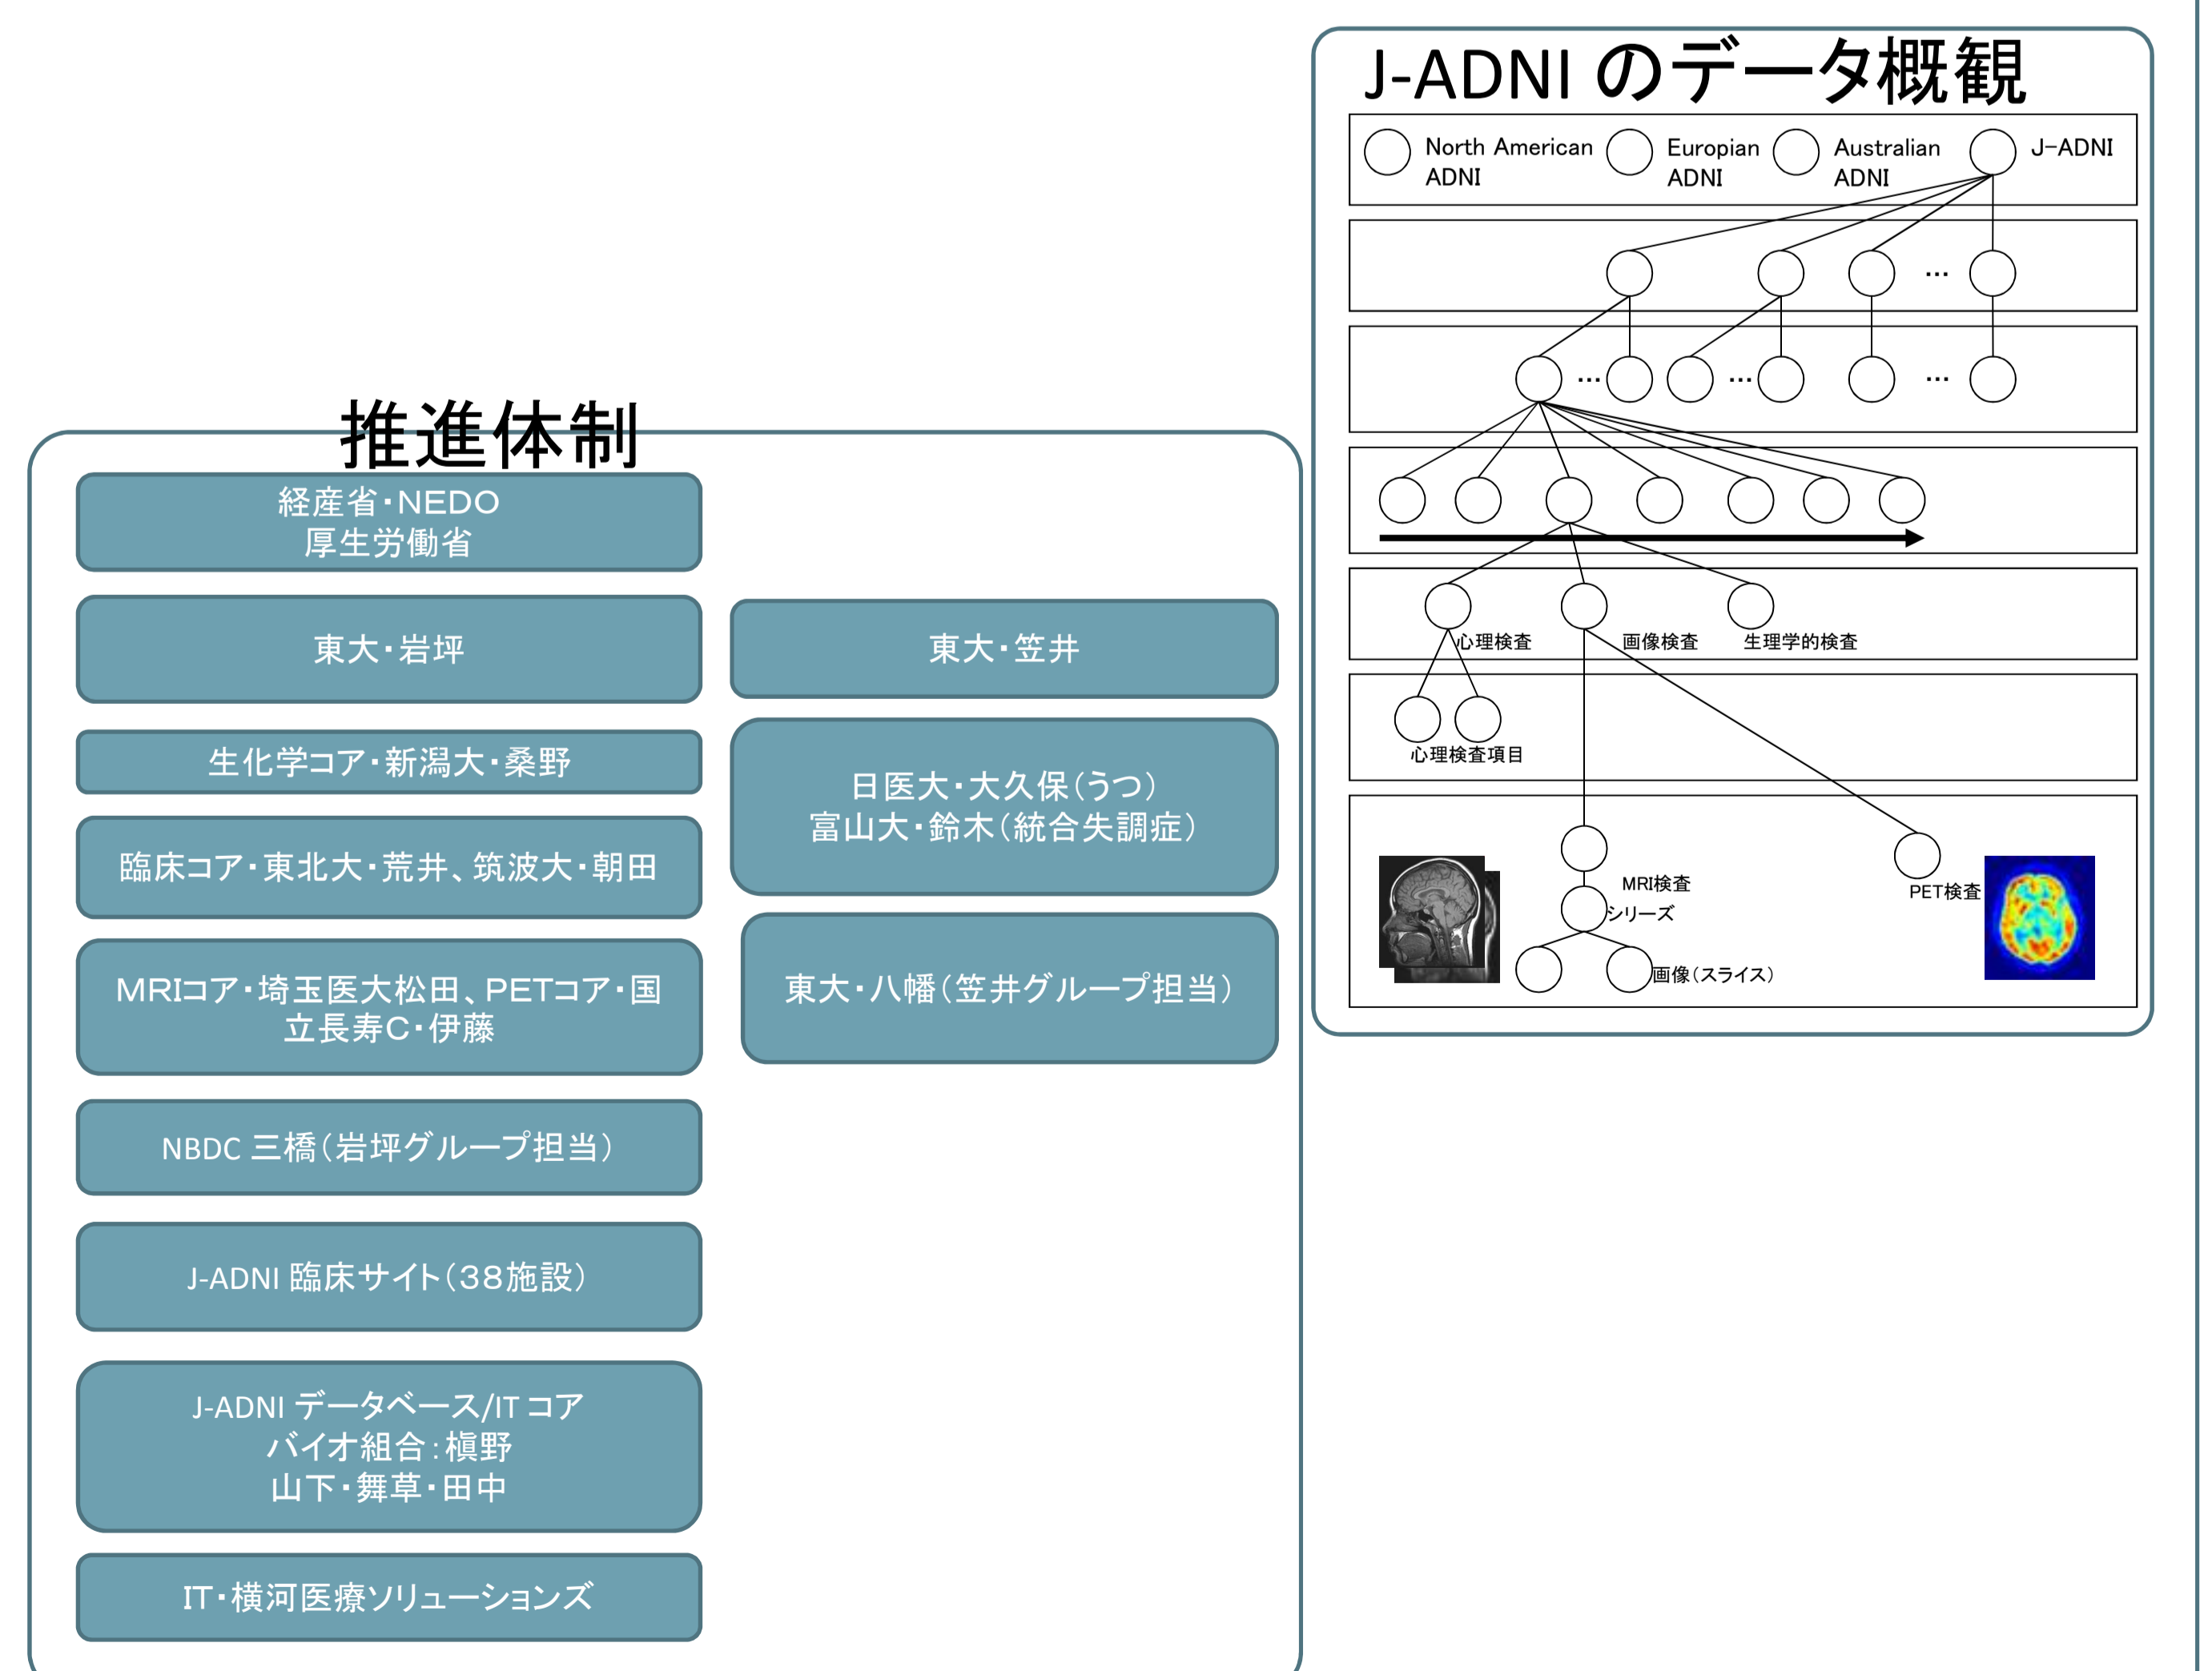 推進体制
経産省・NEDO
厚生労働省
東大・岩坪
生化学コア・新潟大・桑野
臨床コア・東北大・荒井、筑波大・朝田
MRIコア・埼玉医大松田、PETコア・国
立長寿C・伊藤
NBDC 三橋(岩坪グループ担当)
J-ADNI 臨床サイト(38施設)
J-ADNI データベース/IT コア
バイオ組合:槇野
山下・舞草・田中
IT・横河医療ソリューションズ
東大・笠井
日医大・大久保(うつ)
富山大・鈴木(統合失調症)
東大・八幡(笠井グループ担当)
J-ADNI のデータ概観
North American
ADNI
Europian
ADNI
Australian
ADNI
J-ADNI
…
… … …
心理検査 画像検査 生理学的検査
心理検査項目
MRI検査
シリーズ
画像(スライス)
PET検査